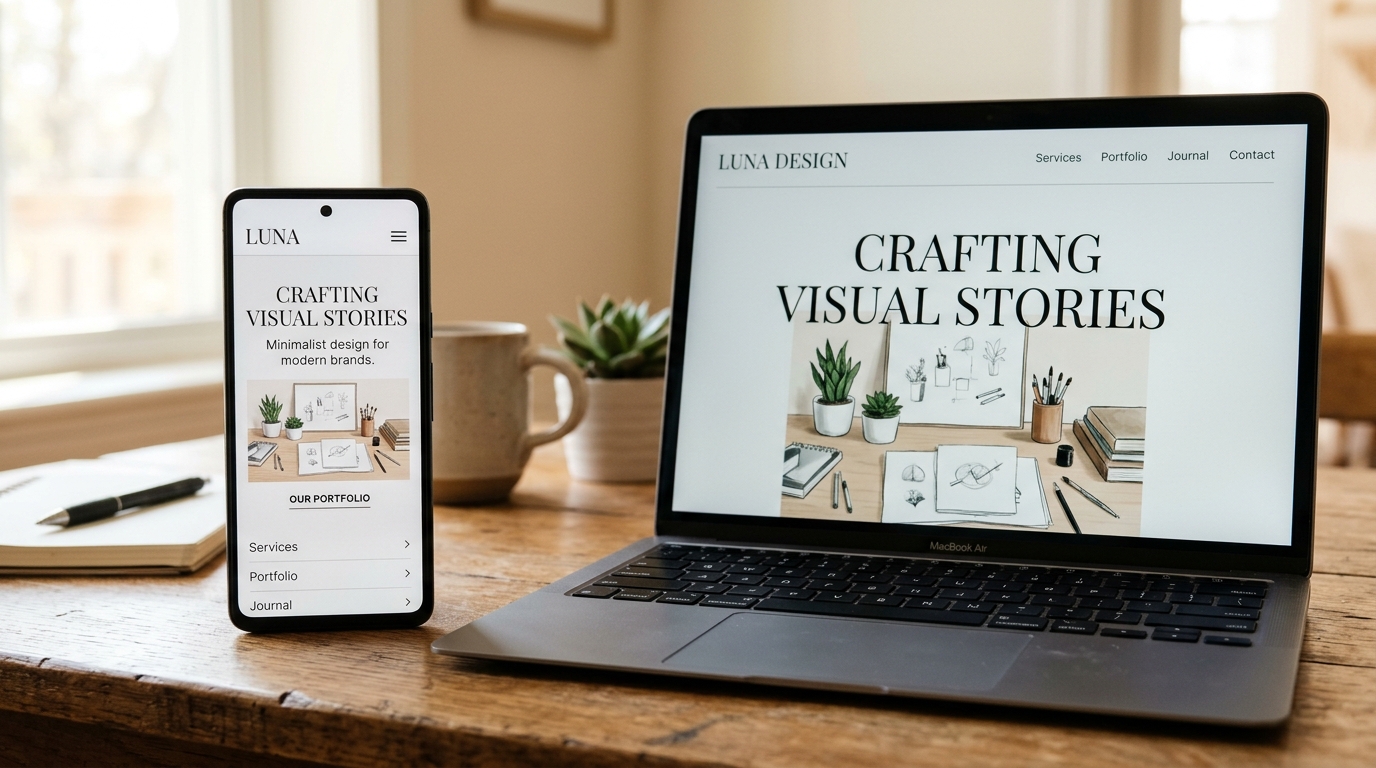 LUNA
CRAFTING
VISUAL STORIES
Minimalist design for
modern brands.
OUR PORTFOLIO
Services
Portfolio
Journal
LUNA DESIGN
Services Portfolio Journal Contact
CRAFTING
VISUAL STORIES
MacBook Air